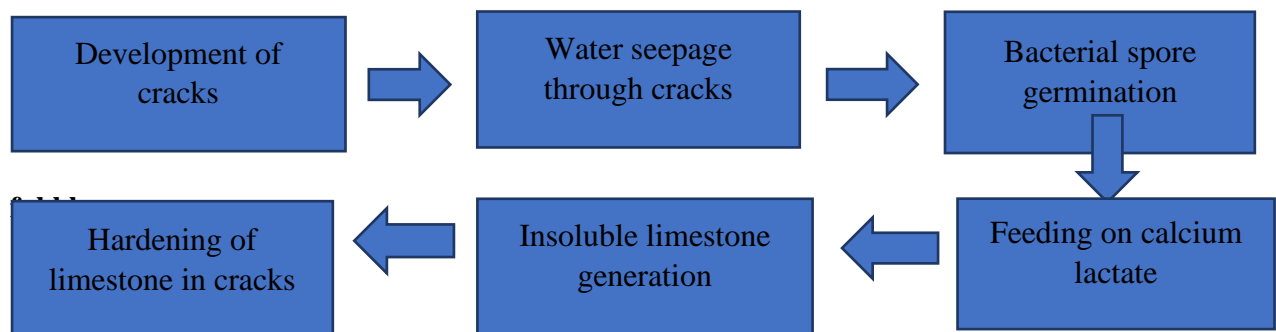 Development of
cracks
Water seepage
through cracks
Bacterial spore
germination
Feeding on calcium
lactate
Insoluble limestone
generation
Hardening of
limestone in cracks